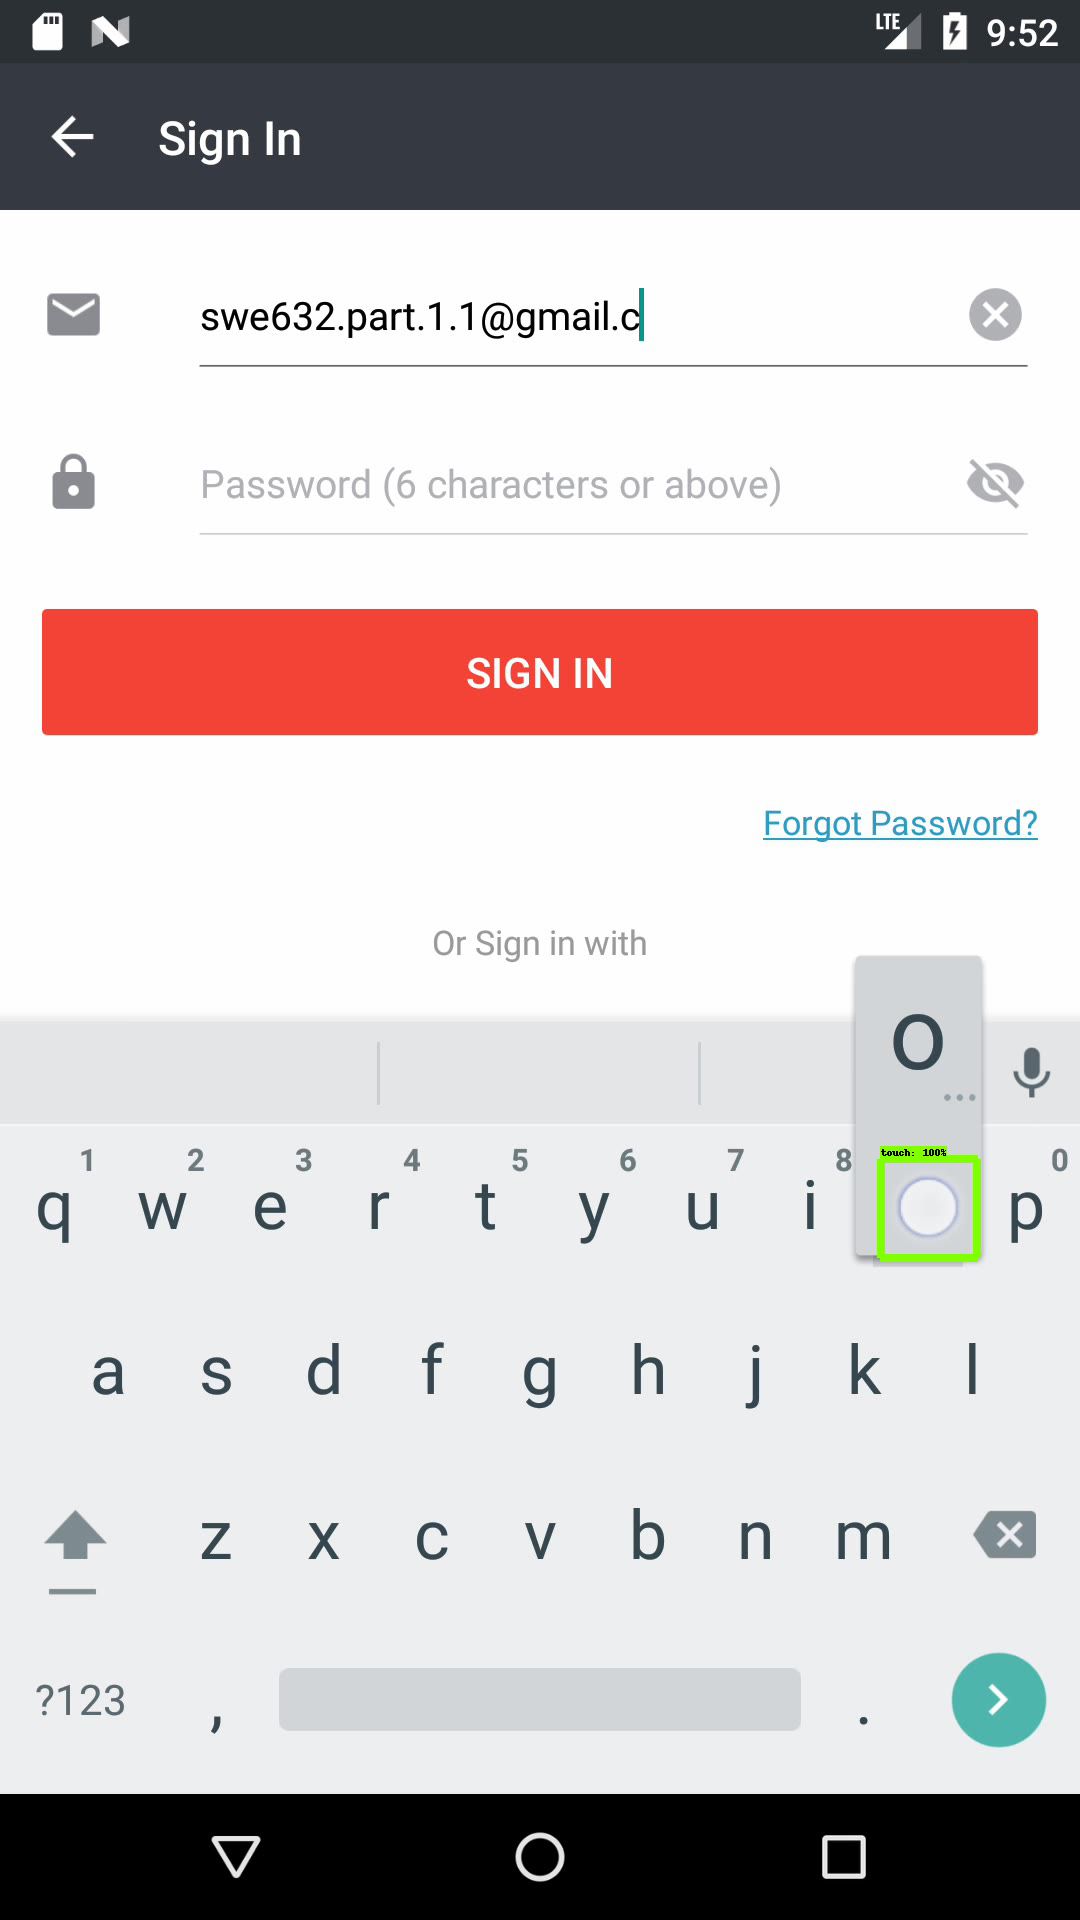 LTE 9:52
Sign In
swe632.part.1.1@gmail.c
Password (6 characters or above)
SIGN IN
Forgot Password?
Or Sign in with
o
...
touch: 100%
1 2 3 4 5 6 7 8 0
q w e r t y u i p
a s d f g h j k l
z x c v b n m
?123 , .